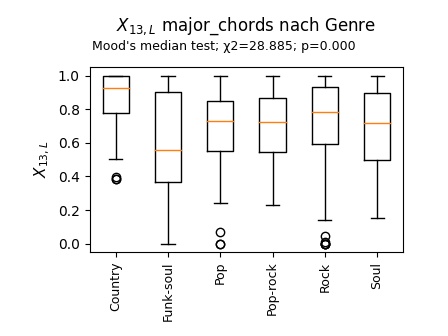 X13,L major_chords nach Genre
Mood's median test; χ2=28.885; p=0.000
X13,L
1.0
0.8
0.6
0.4
0.2
0.0
Country
Funk-soul
Pop
Pop-rock
Rock
Soul